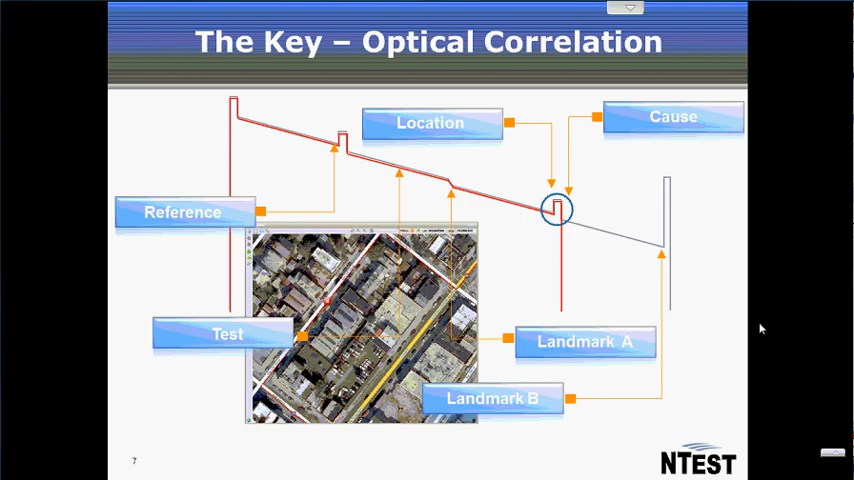 The Key – Optical Correlation
Location
Cause
Reference
Test
Landmark A
Landmark B
7
NTEST